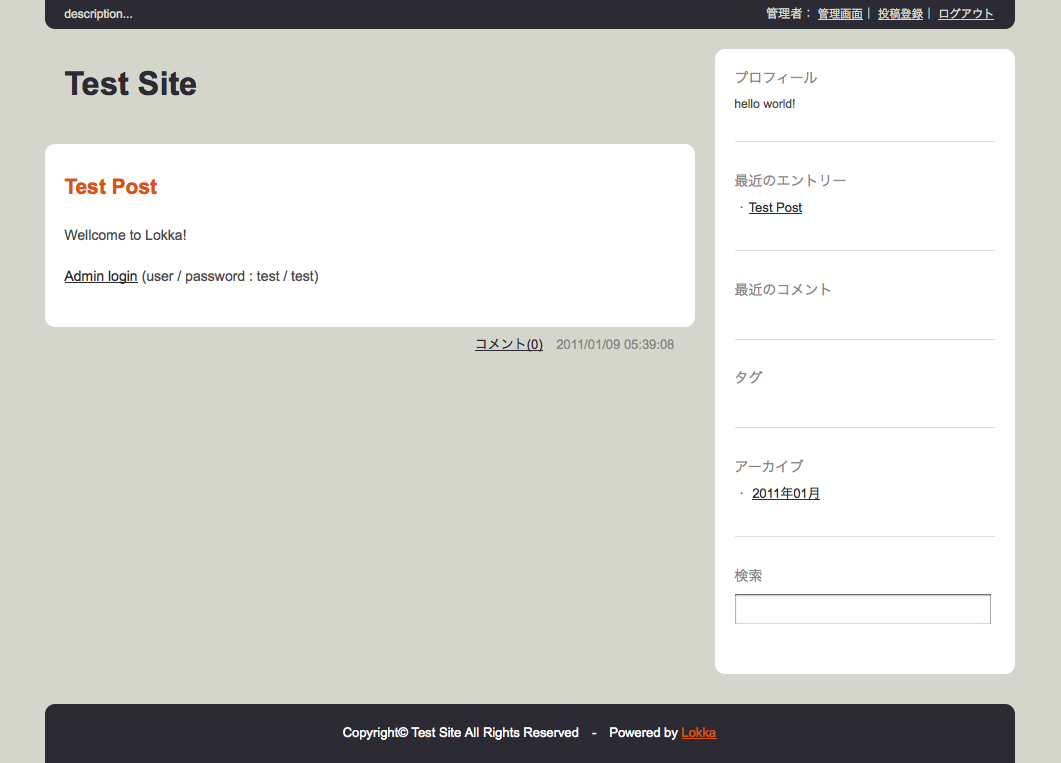 description...
管理者： 管理画面 | 投稿登録 | ログアウト
Test Site
Test Post
Wellcome to Lokka!
Admin login (user / password : test / test)
コメント(0) 2011/01/09 05:39:08
プロフィール
hello world!
最近のエントリー
・ Test Post
最近のコメント
タグ
アーカイブ
・ 2011年01月
検索
Copyright© Test Site All Rights Reserved - Powered by Lokka